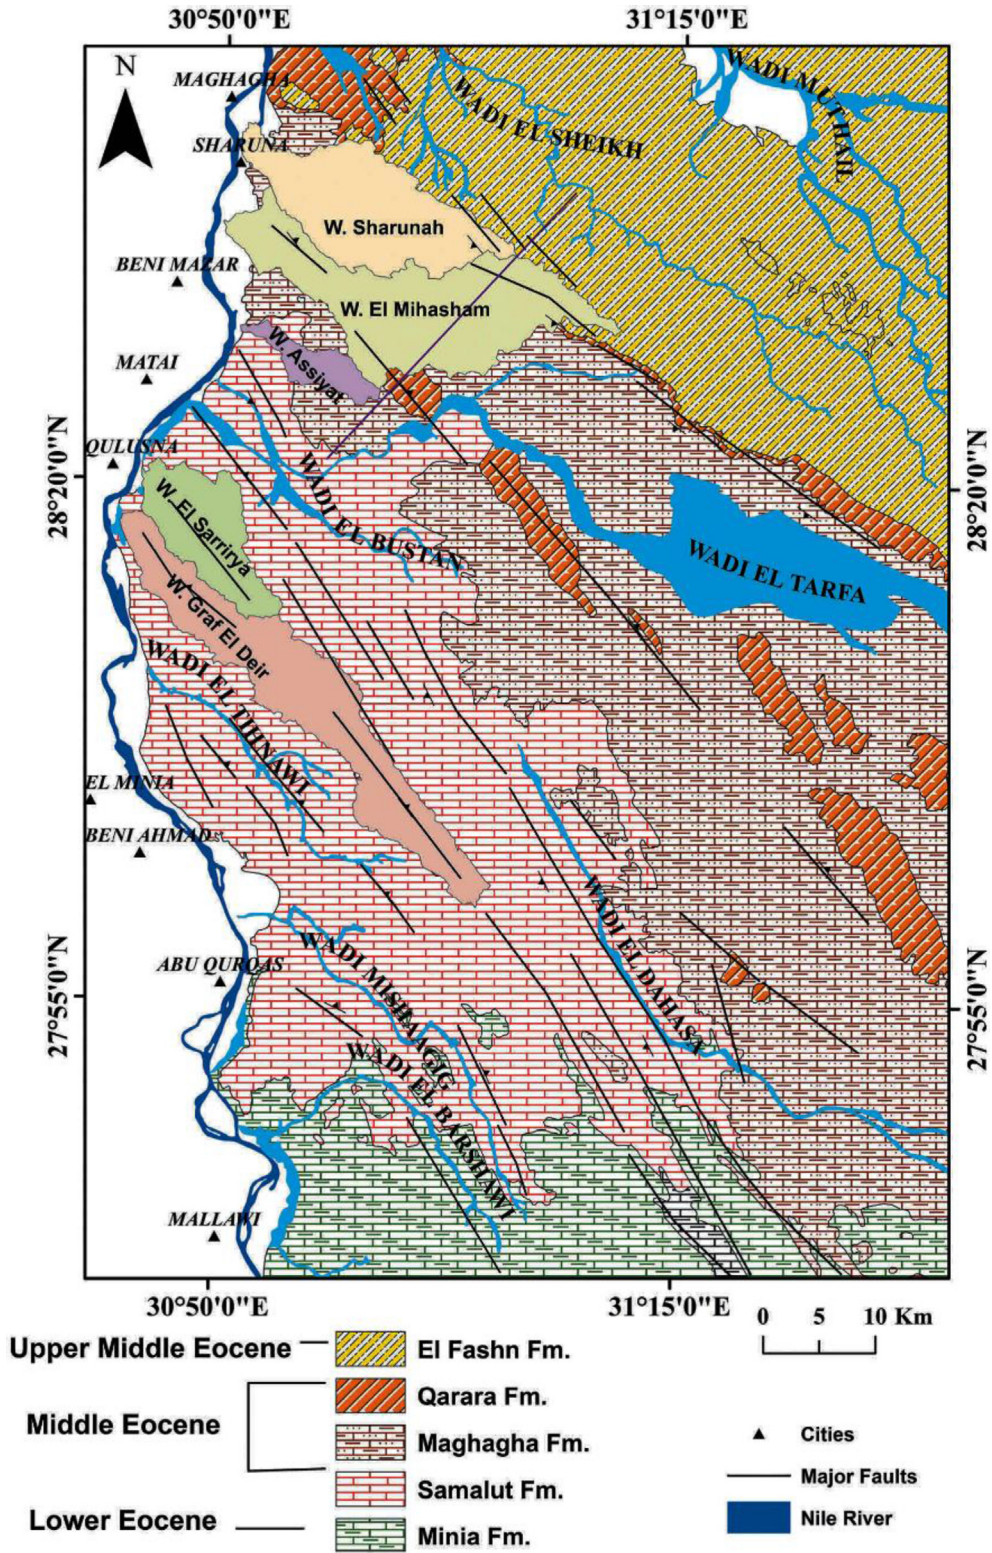 30°50'0"E 31°15'0"E
N
MAGHAGHA
SHARUNA
BENI MAZAR
MATAI
QULUSNA
EL MINIA
BENI AHMAD
ABU QURQAS
MALLAWI
WADI EL SHEIKH
WADI MUTHAIL
W. Sharunah
W. El Mihasham
W. Assiyat
WADI EL BUSTAN
WADI EL TARFA
W. El Sarrirya
W. Graf El Deir
WADI EL TIHNAWI
WADI EL DAHASA
WADI MISHAAGIG
WADI EL BARSHAWI
28°20'0"N
28°20'0"N
27°55'0"N
27°55'0"N
30°50'0"E 31°15'0"E
0 5 10 Km
Upper Middle Eocene
El Fashn Fm.
Middle Eocene
Qarara Fm.
Maghagha Fm.
Samalut Fm.
Lower Eocene
Minia Fm.
Cities
Major Faults
Nile River